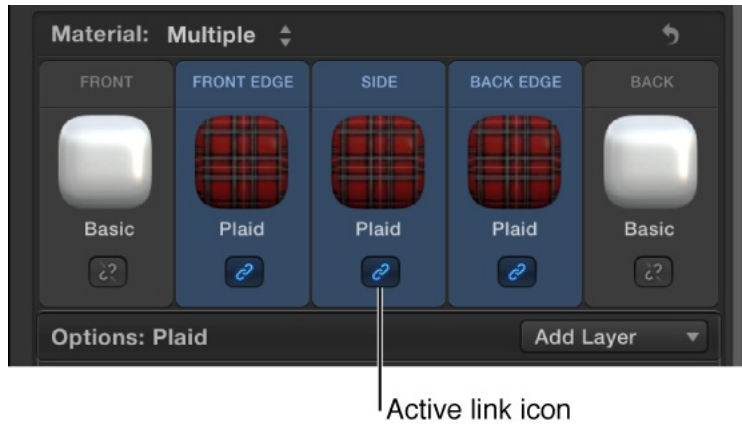 Material: Multiple
FRONT FRONT EDGE SIDE BACK EDGE BACK
Basic Plaid Plaid Plaid Basic
Options: Plaid Add Layer
Active link icon